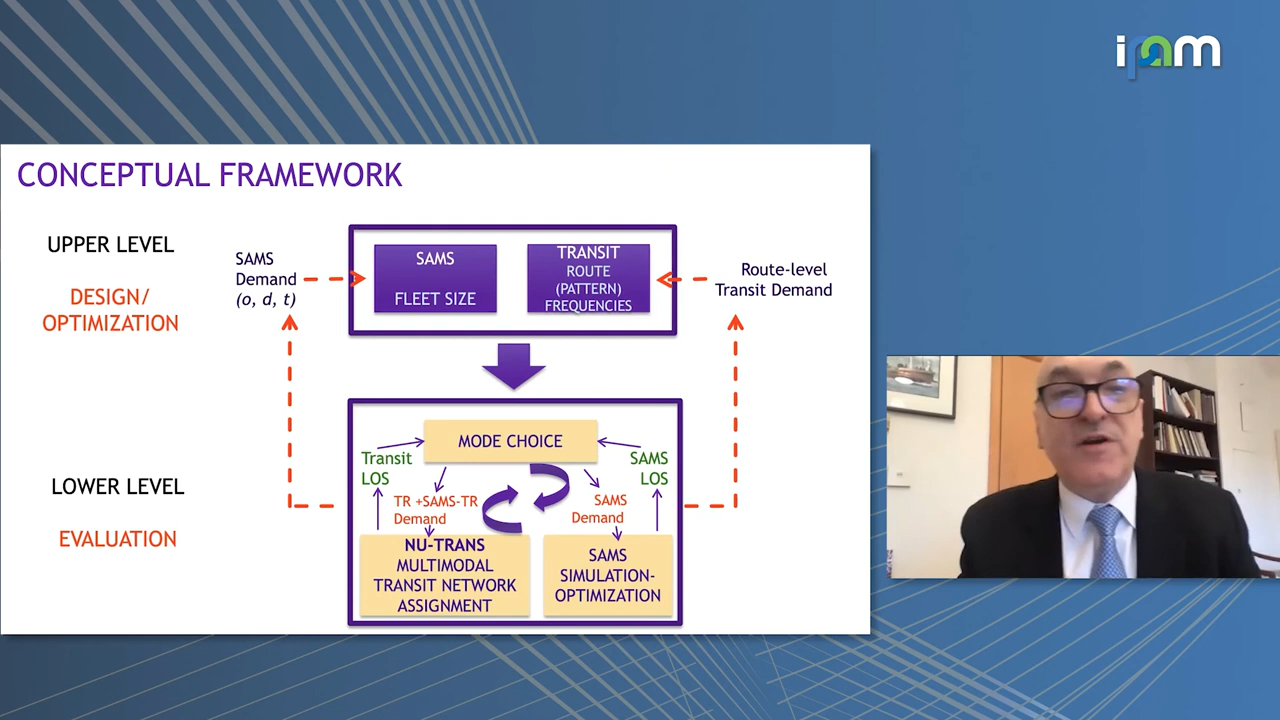 ipam
CONCEPTUAL FRAMEWORK
UPPER LEVEL
DESIGN/
OPTIMIZATION
SAMS
Demand
(o, d, t)
SAMS
FLEET SIZE
TRANSIT
ROUTE
(PATTERN)
FREQUENCIES
Route-level
Transit Demand
LOWER LEVEL
EVALUATION
MODE CHOICE
Transit
LOS
SAMS
LOS
TR +SAMS-TR
Demand
SAMS
Demand
NU-TRANS
MULTIMODAL
TRANSIT NETWORK
ASSIGNMENT
SAMS
SIMULATION-
OPTIMIZATION